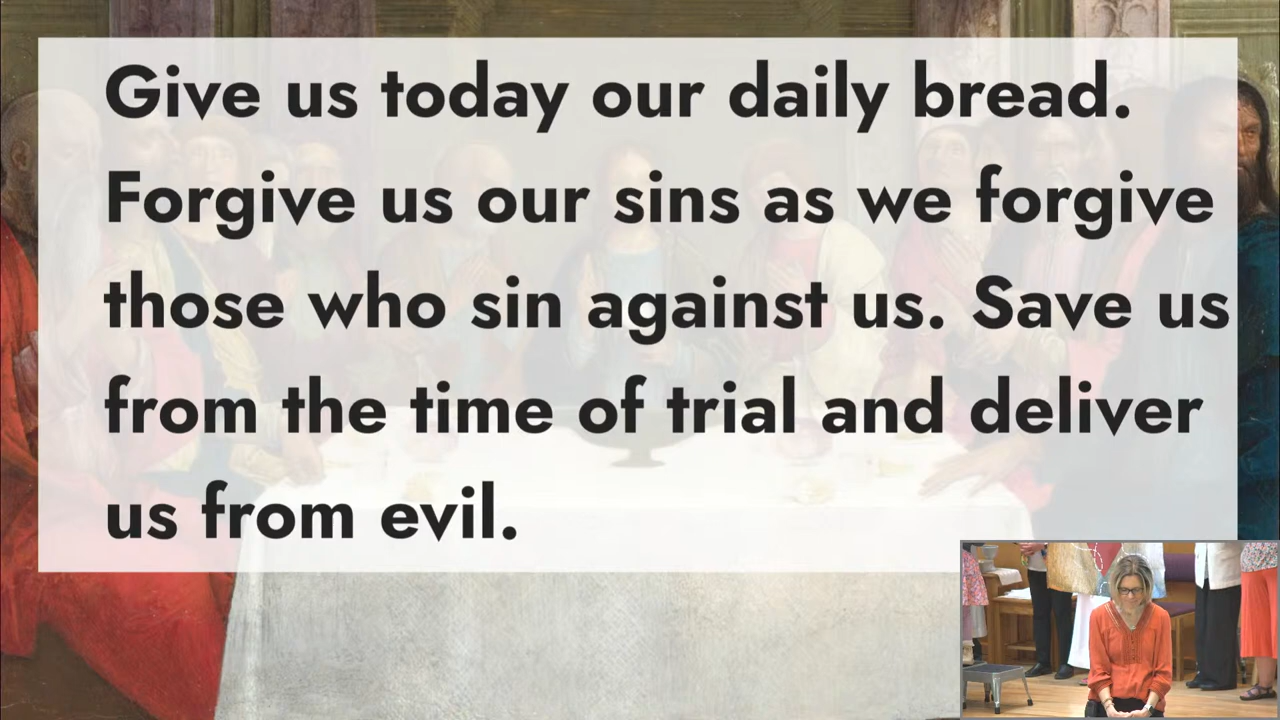 Give us today our daily bread.
Forgive us our sins as we forgive
those who sin against us. Save us
from the time of trial and deliver
us from evil.